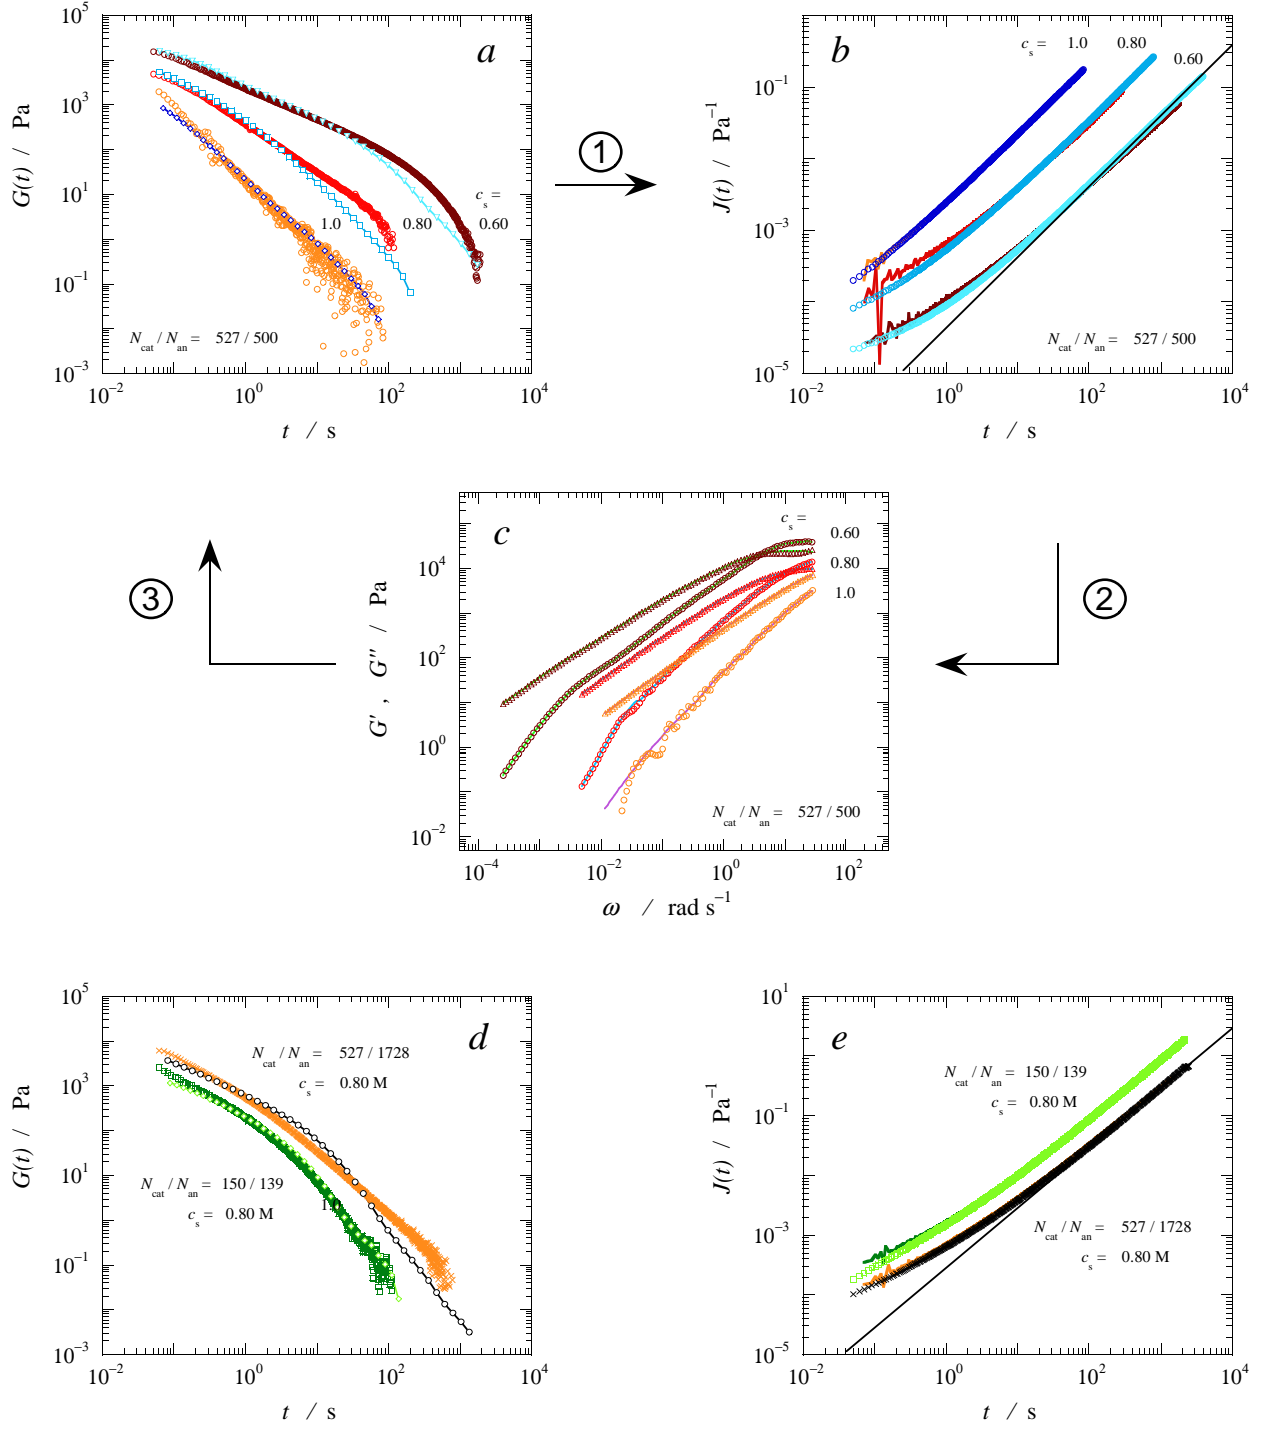 a
G(t) / Pa
10^5
10^3
10^1
10^−1
10^−3
c_s =
1.0 0.80 0.60
N_cat / N_an = 527 / 500
10^−2 10^0 10^2 10^4
t / s
1
b
J(t) / Pa^−1
10^−1
10^−3
10^−5
c_s = 1.0 0.80
0.60
N_cat / N_an = 527 / 500
10^−2 10^0 10^2 10^4
t / s
2
c
G′ , G″ / Pa
10^4
10^2
10^0
10^−2
c_s =
0.60
0.80
1.0
N_cat / N_an = 527/500
10^−4 10^−2 10^0 10^2
ω / rad s^−1
3
d
G(t) / Pa
10^5
10^3
10^1
10^−1
10^−3
N_cat / N_an = 527 / 1728
c_s = 0.80 M
N_cat / N_an = 150 / 139
c_s = 0.80 M
10^−2 10^0 10^2 10^4
t / s
e
J(t) / Pa^−1
10^1
10^−1
10^−3
10^−5
N_cat / N_an = 150 / 139
c_s = 0.80 M
N_cat / N_an = 527 / 1728
c_s = 0.80 M
10^−2 10^0 10^2 10^4
t / s